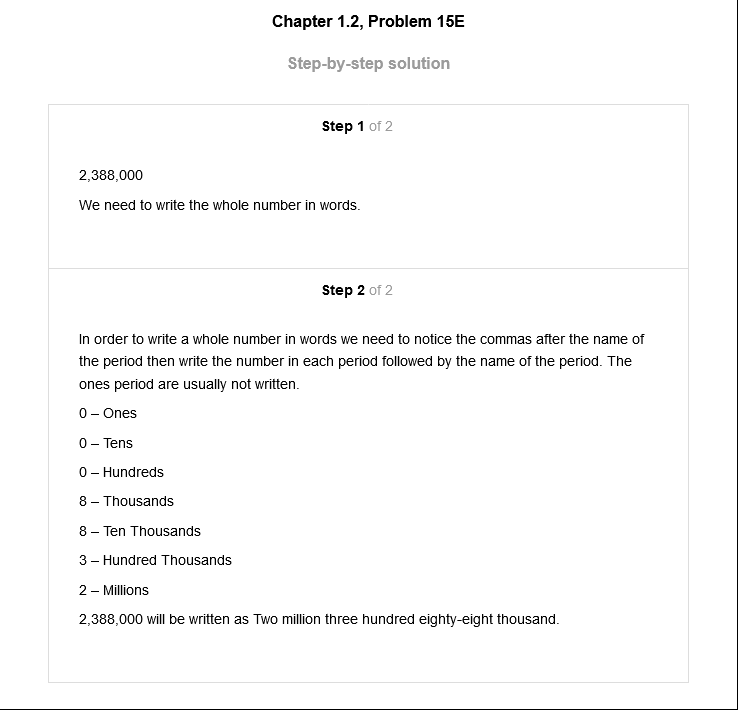 Chapter 1.2, Problem 15E
Step-by-step solution
Step 1 of 2
2,388,000
We need to write the whole number in words.
Step 2 of 2
In order to write a whole number in words we need to notice the commas after the name of
the period then write the number in each period followed by the name of the period. The
ones period are usually not written.
0 – Ones
0 – Tens
0 – Hundreds
8 – Thousands
8 – Ten Thousands
3 – Hundred Thousands
2 – Millions
2,388,000 will be written as Two million three hundred eighty-eight thousand.